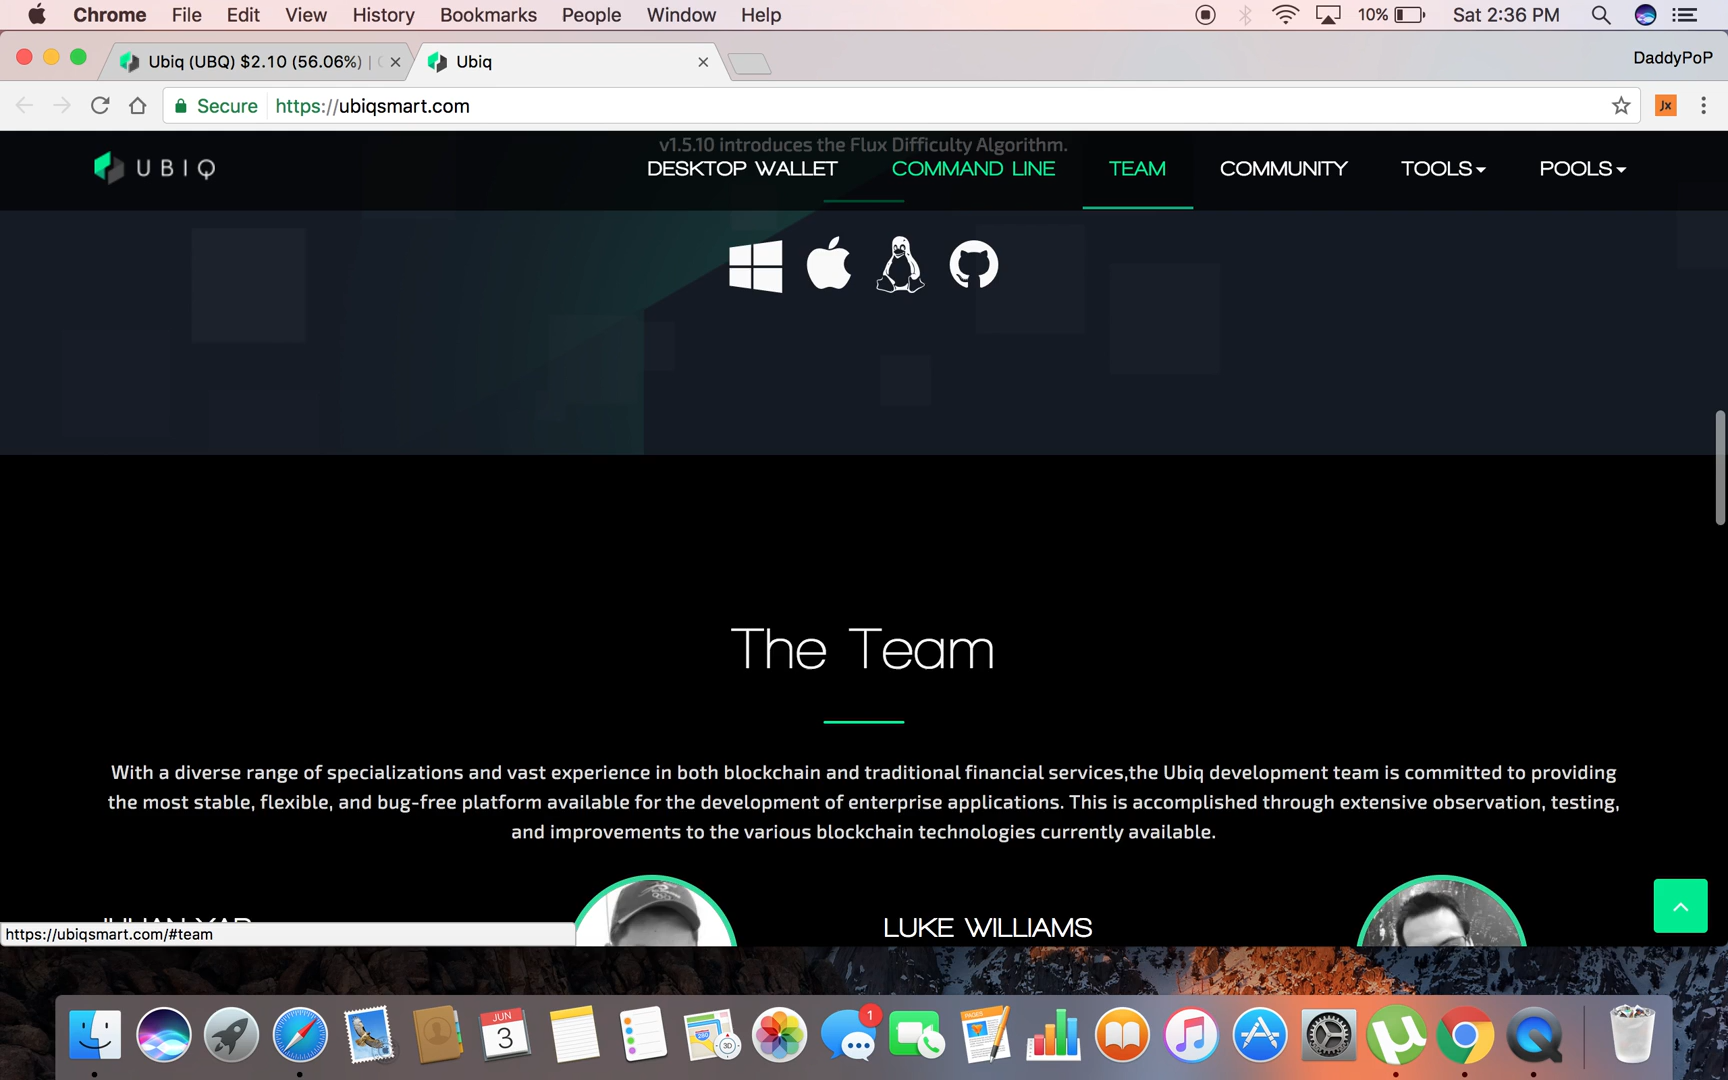 Chrome File Edit View History Bookmarks People Window Help 10% Sat 2:36 PM
Ubiq (UBQ) $2.10 (56.06%) | Ubiq DaddyPoP
Secure https://ubiqsmart.com Jx
v1.5.10 introduces the Flux Difficulty Algorithm.
UBIQ DESKTOP WALLET COMMAND LINE TEAM COMMUNITY TOOLS POOLS
The Team
With a diverse range of specializations and vast experience in both blockchain and traditional financial services,the Ubiq development team is committed to providing
the most stable, flexible, and bug-free platform available for the development of enterprise applications. This is accomplished through extensive observation, testing,
and improvements to the various blockchain technologies currently available.
LUKE WILLIAMS
https://ubiqsmart.com/#team
1
JUN
3
PAGES
3D